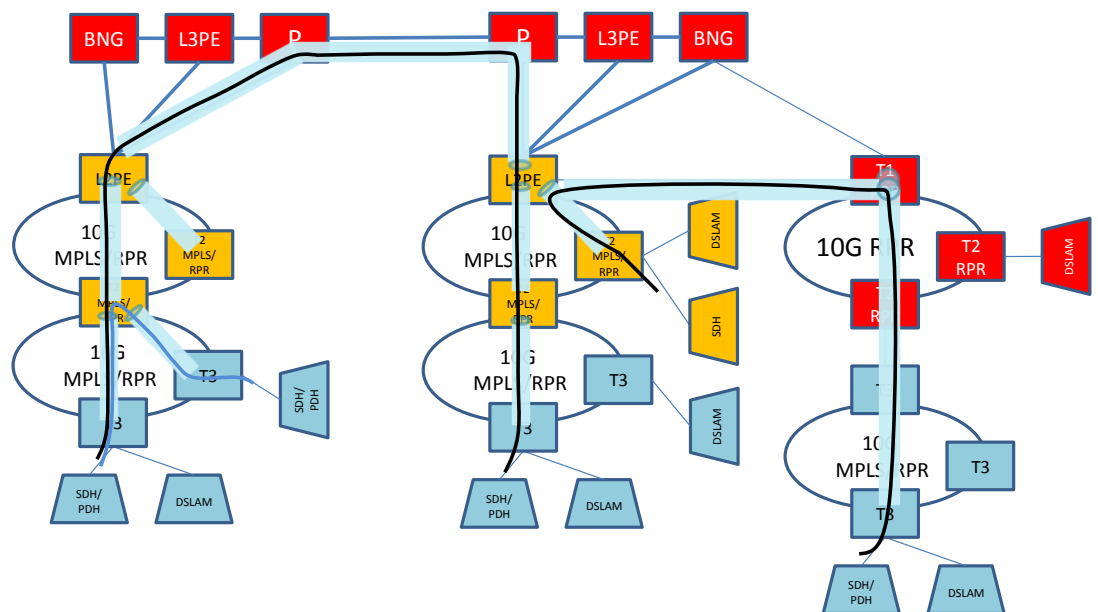 BNG
L3PE
P
P
L3PE
BNG
L2PE
L2PE
T1
10G
MPLS/RPR
MPLS/
RPR
10G
MPLS/RPR
MPLS/
RPR
DSLAM
10G RPR
T2
RPR
DSLAM
MPLS/
RPR
MPLS/
SDH
10G
MPLS/RPR
T3
SDH/
PDH
10G
MPLS/RPR
T3
DSLAM
T3
T3
10G
MPLS/RPR
T3
SDH/
PDH
DSLAM
SDH/
PDH
DSLAM
T3
SDH/
PDH
DSLAM